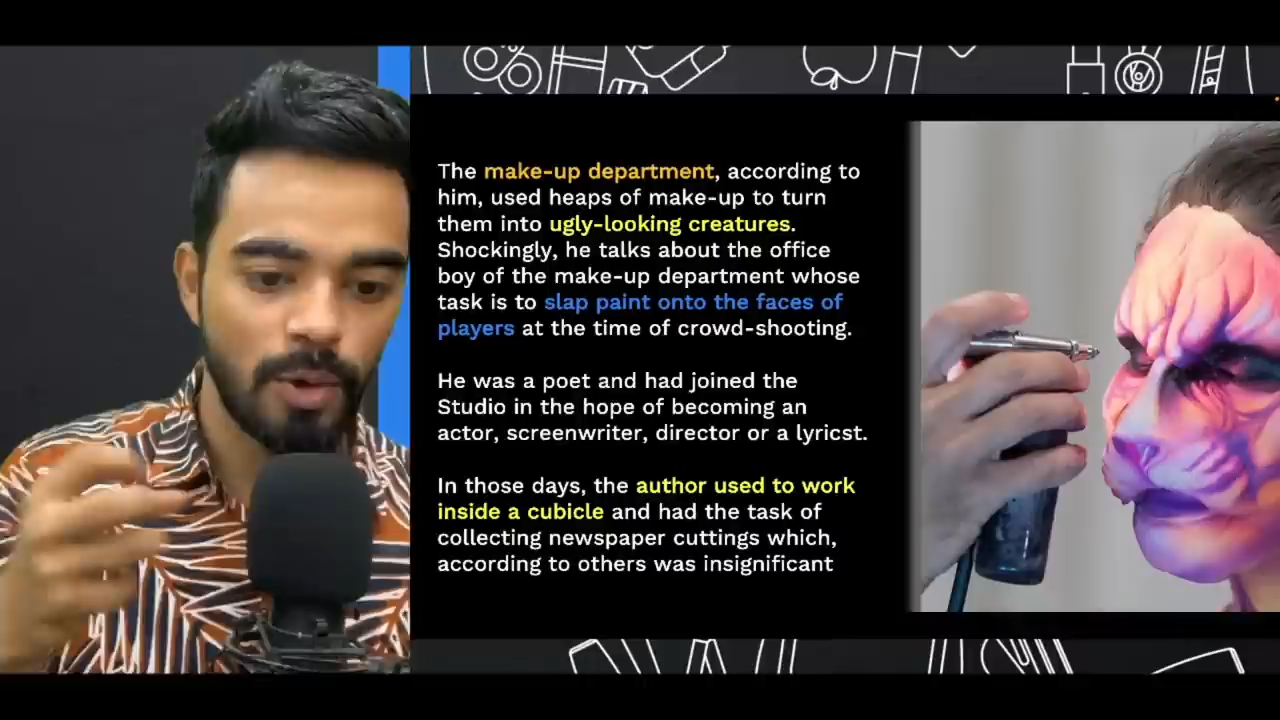 The make-up department, according to
him, used heaps of make-up to turn
them into ugly-looking creatures.
Shockingly, he talks about the office
boy of the make-up department whose
task is to slap paint onto the faces of
players at the time of crowd-shooting.
He was a poet and had joined the
Studio in the hope of becoming an
actor, screenwriter, director or a lyricst.
In those days, the author used to work
inside a cubicle and had the task of
collecting newspaper cuttings which,
according to others was insignificant